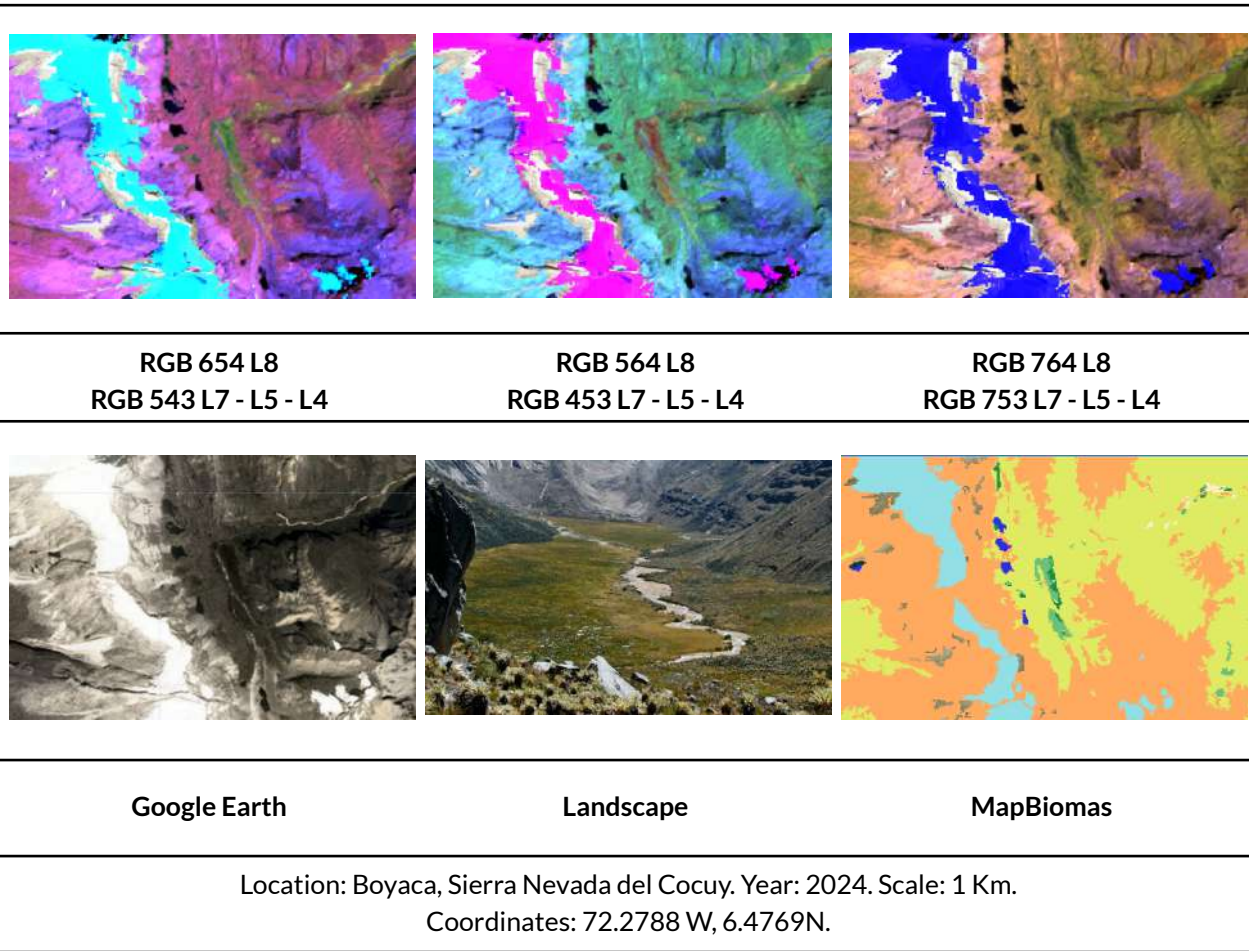 RGB 654 L8
RGB 543 L7 - L5 - L4
RGB 564 L8
RGB 453 L7 - L5 - L4
RGB 764 L8
RGB 753 L7 - L5 - L4
Google Earth
Landscape
MapBiomas
Location: Boyaca, Sierra Nevada del Cocuy. Year: 2024. Scale: 1 Km.
Coordinates: 72.2788 W, 6.4769N.